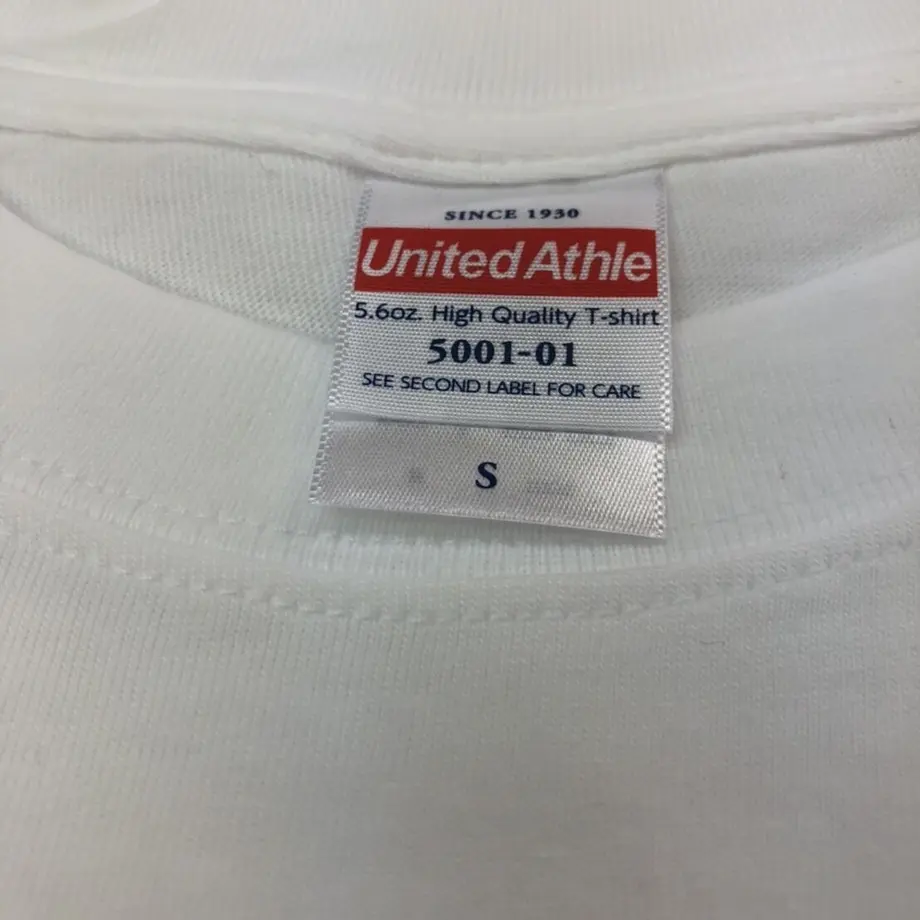 SINCE 1930
United Athle
5.6oz. High Quality T-shirt
5001-01
SEE SECOND LABEL FOR CARE
S